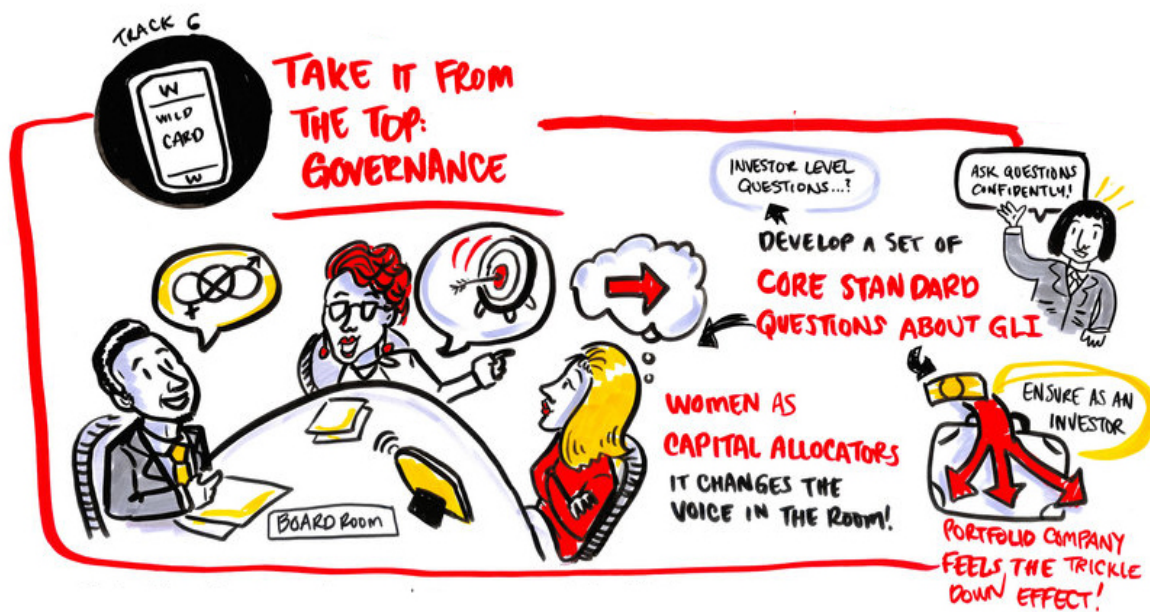 TRACK 6
W
WILD
CARD
W
TAKE IT FROM
THE TOP:
GOVERNANCE
INVESTOR LEVEL
QUESTIONS...?
ASK QUESTIONS
CONFIDENTLY!
DEVELOP A SET OF
CORE STANDARD
QUESTIONS ABOUT GLI
WOMEN AS
CAPITAL ALLOCATORS
IT CHANGES THE
VOICE IN THE ROOM!
ENSURE AS AN
INVESTOR
BOARD ROOM
PORTFOLIO COMPANY
FEELS THE TRICKLE
DOWN EFFECT!